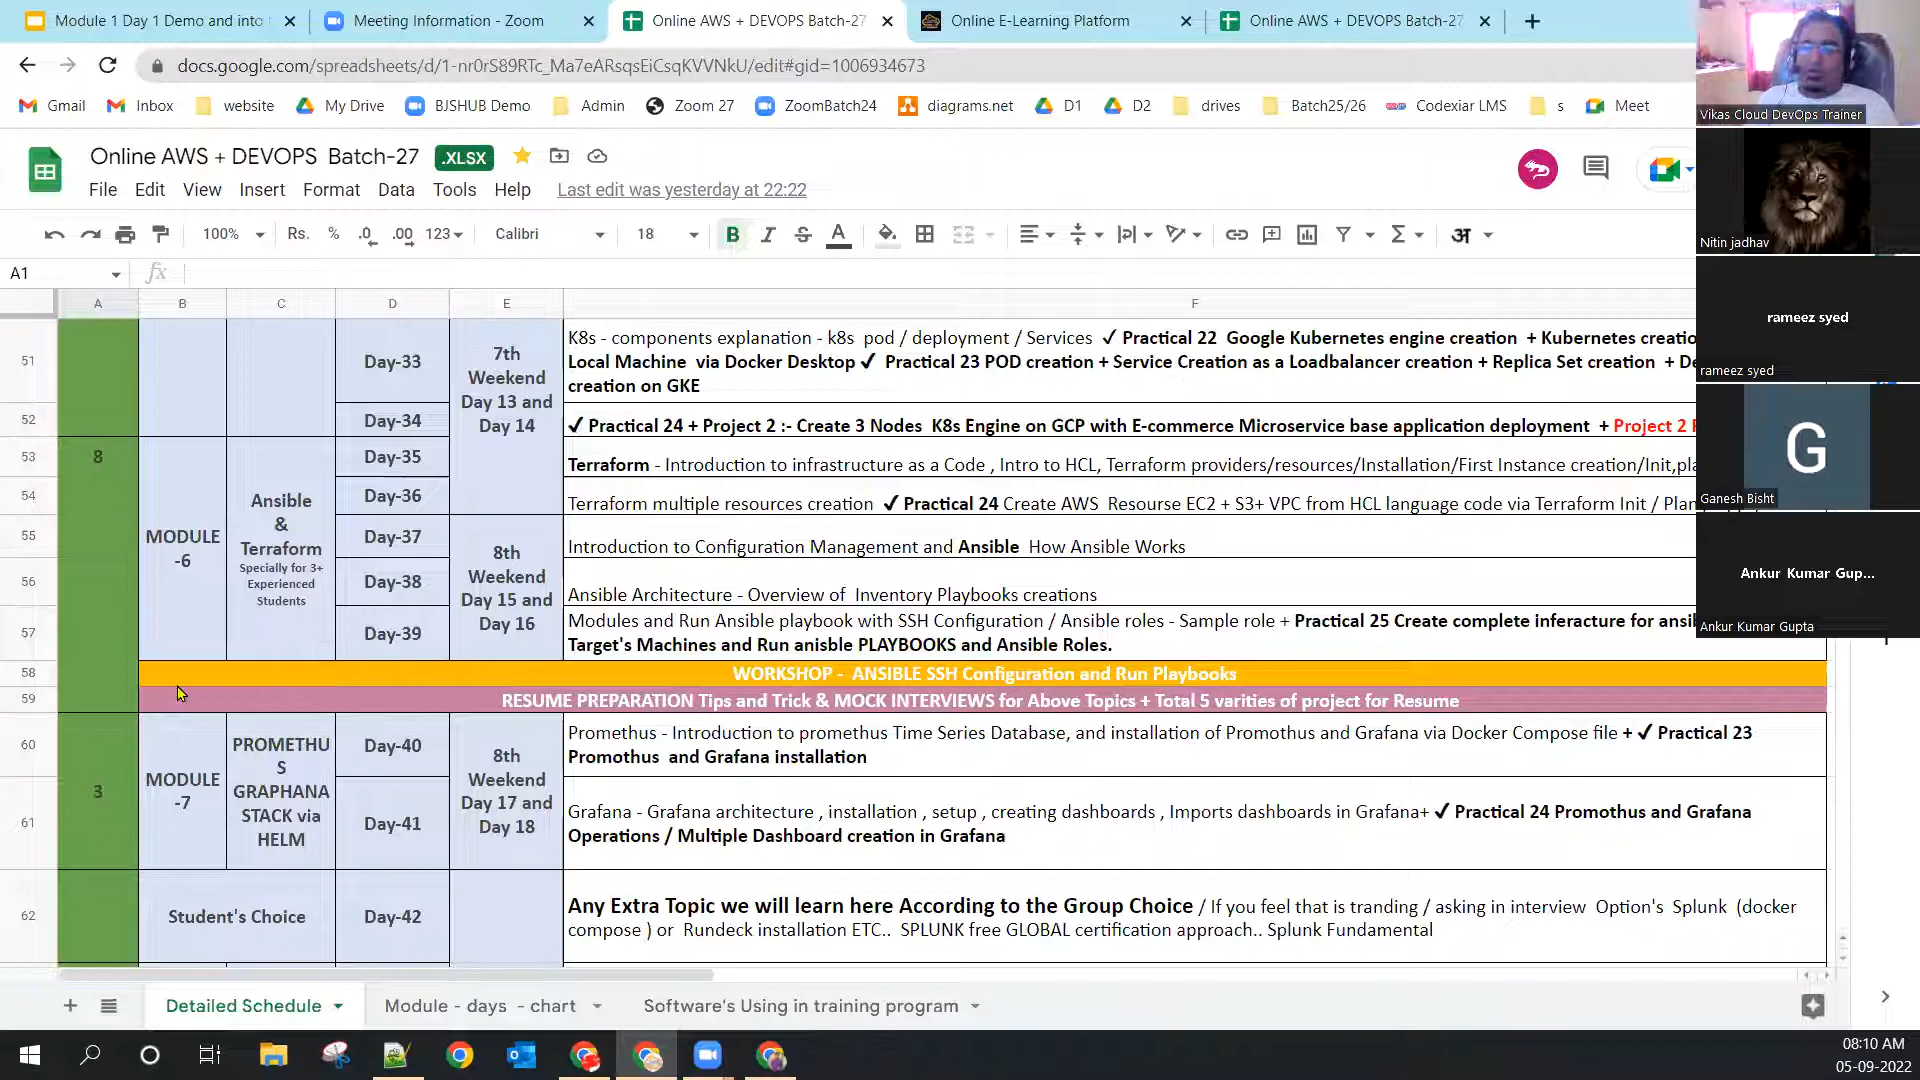 Module 1 Day 1 Demo and into
Meeting Information - Zoom
Online AWS + DEVOPS Batch-27
Online E-Learning Platform
Online AWS + DEVOPS Batch-27
docs.google.com/spreadsheets/d/1-nr0rS89RTc_Ma7eARsqsEiCsqKVVNkU/edit#gid=1006934673
Gmail
Inbox
website
My Drive
BJSHUB Demo
Admin
Zoom 27
ZoomBatch24
diagrams.net
D1
D2
drives
Batch25/26
Codexiar LMS
s
Meet
Online AWS + DEVOPS Batch-27
.XLSX
File Edit View Insert Format Data Tools Help
Last edit was yesterday at 22:22
100% Rs. % .0 .00 123 Calibri 18 B I S A
A1
fx
A B C D E F
51
Day-33
7th
Weekend
Day 13 and
Day 14
K8s - components explanation - k8s pod / deployment / Services ✔ Practical 22 Google Kubernetes engine creation + Kubernetes creatio
Local Machine via Docker Desktop ✔ Practical 23 POD creation + Service Creation as a Loadbalancer creation + Replica Set creation + De
creation on GKE
52
Day-34
✔ Practical 24 + Project 2 :- Create 3 Nodes K8s Engine on GCP with E-commerce Microservice base application deployment + Project 2
53
8
Day-35
Terraform - Introduction to infrastructure as a Code , Intro to HCL, Terraform providers/resources/Installation/First Instance creation/Init,pla
54
Day-36
Terraform multiple resources creation ✔ Practical 24 Create AWS Resourse EC2 + S3+ VPC from HCL language code via Terraform Init / Plan
MODULE
-6
Ansible
&
Terraform
Specially for 3+
Experienced
Students
55
Day-37
8th
Weekend
Day 15 and
Day 16
Introduction to Configuration Management and Ansible How Ansible Works
56
Day-38
Ansible Architecture - Overview of Inventory Playbooks creations
57
Day-39
Modules and Run Ansible playbook with SSH Configuration / Ansible roles - Sample role + Practical 25 Create complete inferacture for ansi
Target's Machines and Run anisble PLAYBOOKS and Ansible Roles.
58
WORKSHOP - ANSIBLE SSH Configuration and Run Playbooks
59
RESUME PREPARATION Tips and Trick & MOCK INTERVIEWS for Above Topics + Total 5 varities of project for Resume
60
3
MODULE
-7
PROMETHU
S
GRAPHANA
STACK via
HELM
Day-40
8th
Weekend
Day 17 and
Day 18
Promethus - Introduction to promethus Time Series Database, and installation of Promothus and Grafana via Docker Compose file + ✔ Practical 23
Promothus and Grafana installation
61
Day-41
Grafana - Grafana architecture , installation , setup , creating dashboards , Imports dashboards in Grafana+ ✔ Practical 24 Promothus and Grafana
Operations / Multiple Dashboard creation in Grafana
62
Student's Choice
Day-42
Any Extra Topic we will learn here According to the Group Choice / If you feel that is tranding / asking in interview Option's Splunk (docker
compose ) or Rundeck installation ETC.. SPLUNK free GLOBAL certification approach.. Splunk Fundamental
Detailed Schedule
Module - days - chart
Software's Using in training program
Vikas Cloud DevOps Trainer
Nitin jadhav
rameez syed
rameez syed
G
Ganesh Bisht
Ankur Kumar Gup...
Ankur Kumar Gupta
08:10 AM
05-09-2022